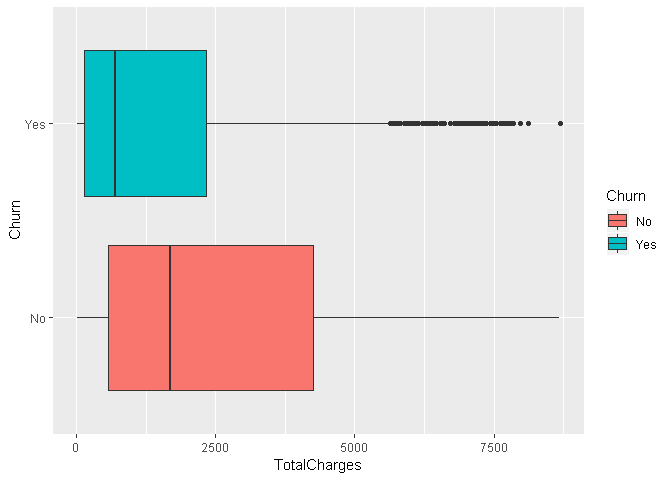 Yes
No
Churn
0
2500
5000
7500
TotalCharges
Churn
No
Yes